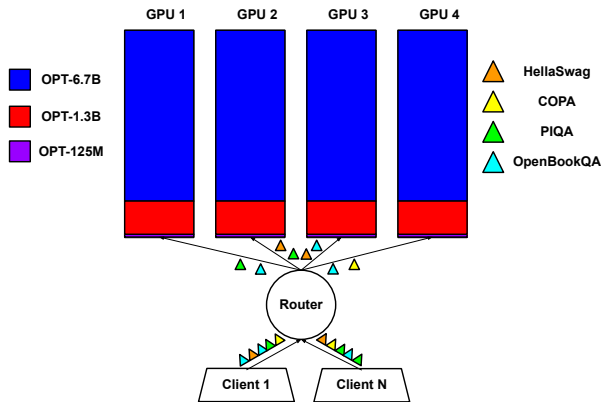 GPU 1
GPU 2
GPU 3
GPU 4
OPT-6.7B
OPT-1.3B
OPT-125M
HellaSwag
COPA
PIQA
OpenBookQA
Router
Client 1
Client N